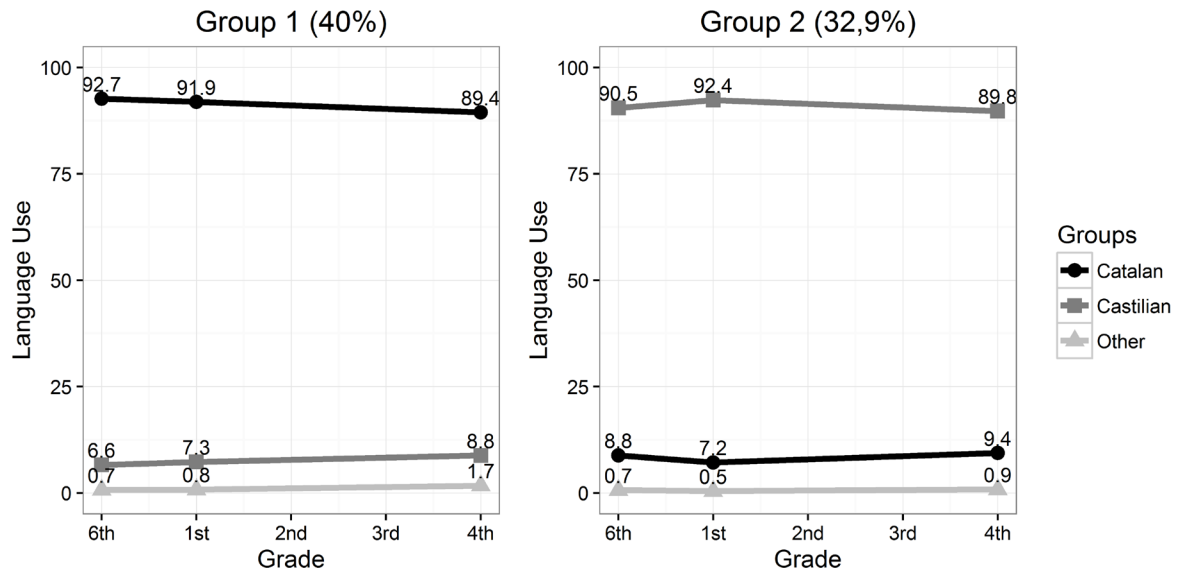 Group 1 (40%)
100
75
50
25
0
Language Use
92.7
91.9
89.4
6.6
7.3
8.8
0.7
0.8
1.7
6th 1st 2nd 3rd 4th
Grade
Group 2 (32,9%)
100
75
50
25
0
Language Use
90.5
92.4
89.8
8.8
7.2
9.4
0.7
0.5
0.9
6th 1st 2nd 3rd 4th
Grade
Groups
Catalan
Castilian
Other